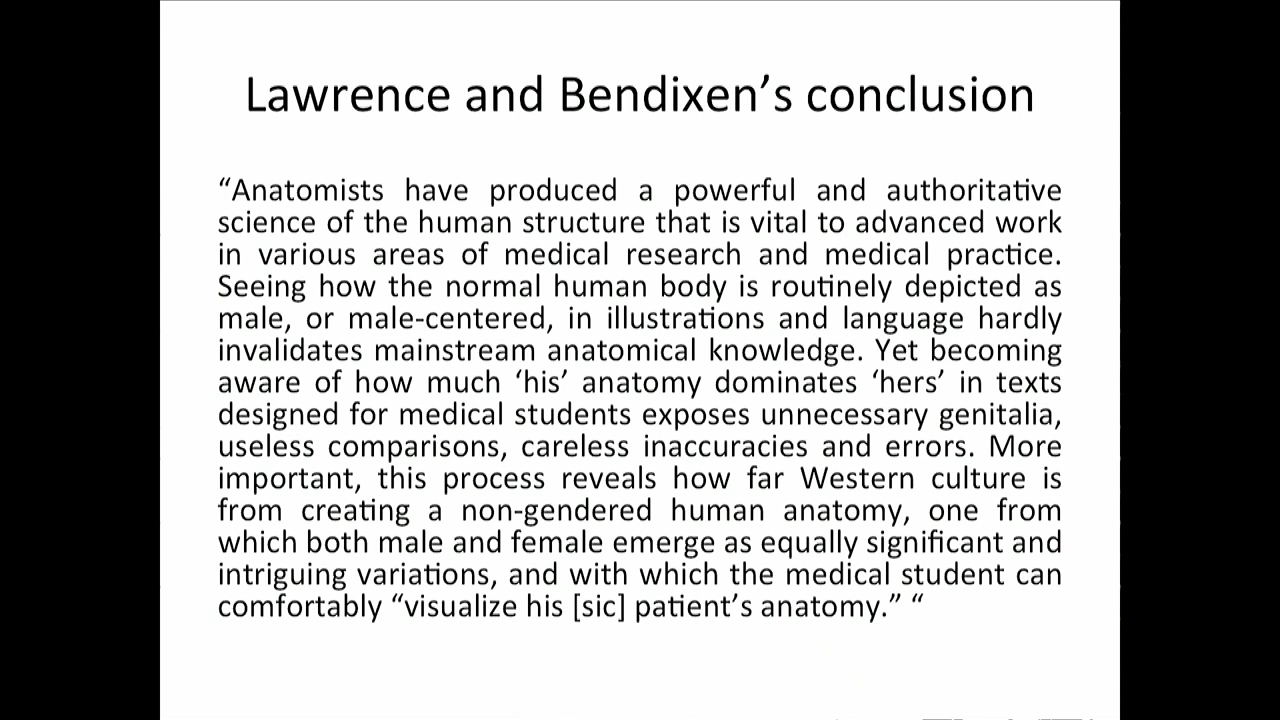 Lawrence and Bendixen’s conclusion
“Anatomists have produced a powerful and authoritative
science of the human structure that is vital to advanced work
in various areas of medical research and medical practice.
Seeing how the normal human body is routinely depicted as
male, or male-centered, in illustrations and language hardly
invalidates mainstream anatomical knowledge. Yet becoming
aware of how much ‘his’ anatomy dominates ‘hers’ in texts
designed for medical students exposes unnecessary genitalia,
useless comparisons, careless inaccuracies and errors. More
important, this process reveals how far Western culture is
from creating a non-gendered human anatomy, one from
which both male and female emerge as equally significant and
intriguing variations, and with which the medical student can
comfortably “visualize his [sic] patient’s anatomy.” “